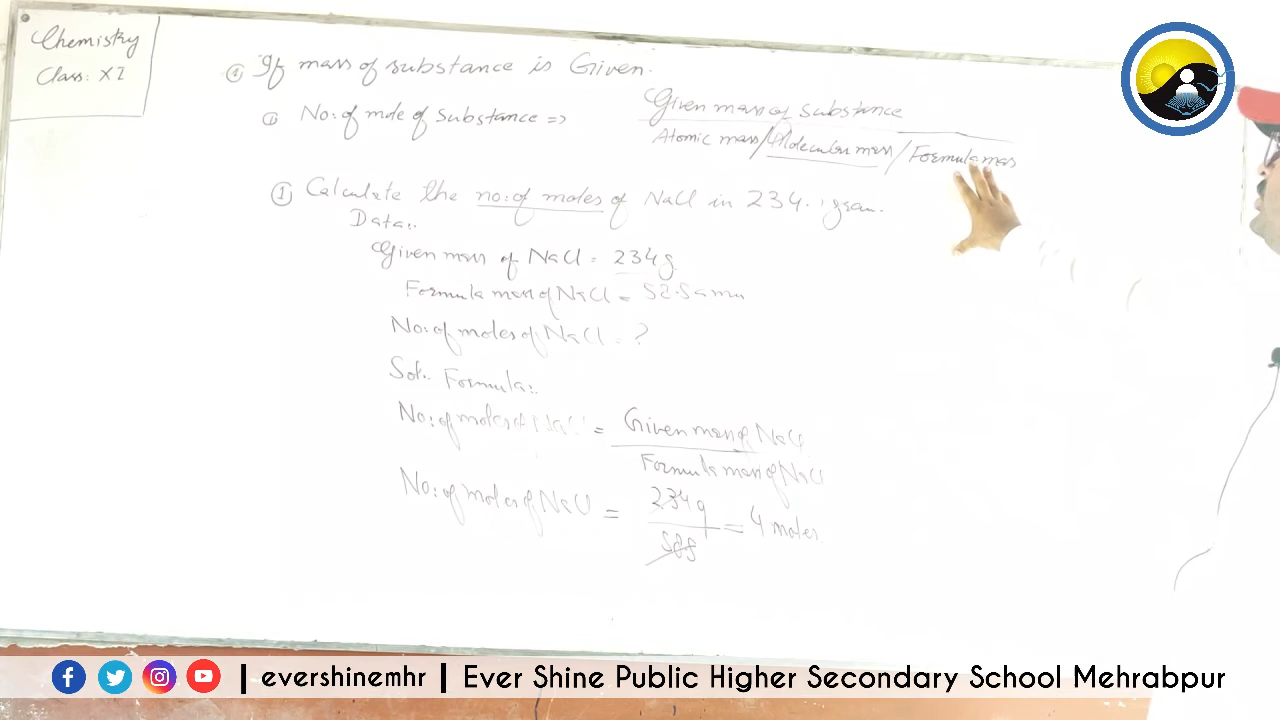 Chemistry
Class: XI
If mass of substance is Given.
① No: of mole of substance => Given mass of substance
Atomic mass/Molecular mass/Formula mass
① Calculate the no: of moles of NaCl in 234. gram.
Data:.
Given mass of NaCl = 234g
Formula mass of NaCl = 58.5 amu
No: of moles of NaCl = ?
Sol:. Formula:.
No: of moles of NaCl = Given mass of NaCl
Formula mass of NaCl
No: of moles of NaCl = 234g = 4 moles.
58.5
| evershinemhr | Ever Shine Public Higher Secondary School Mehrabpur